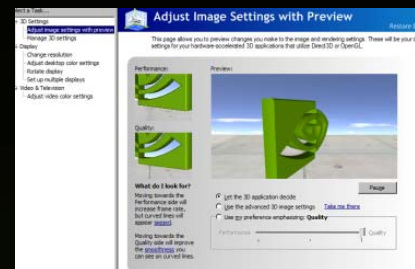 Select a Task...
3D Settings
Adjust image settings with preview
Manage 3D settings
Display
Change resolution
Adjust desktop color settings
Rotate display
Set up multiple displays
Video & Television
Adjust video color settings
Adjust Image Settings with Preview
Restore
This page allows you to preview changes you make to the image and rendering settings. These will be your
settings for your hardware-accelerated 3D applications that utilize Direct3D or OpenGL.
Performance:
Quality:
What do I look for?
Moving towards the
Performance side will
increase frame rate,
but curved lines will
appear jagged.
Moving towards the
Quality side will improve
the smoothness you
can see on curved lines.
Preview:
Pause
Let the 3D application decide
Use the advanced 3D image settings Take me there
Use my preference emphasizing: Quality
Performance Quality